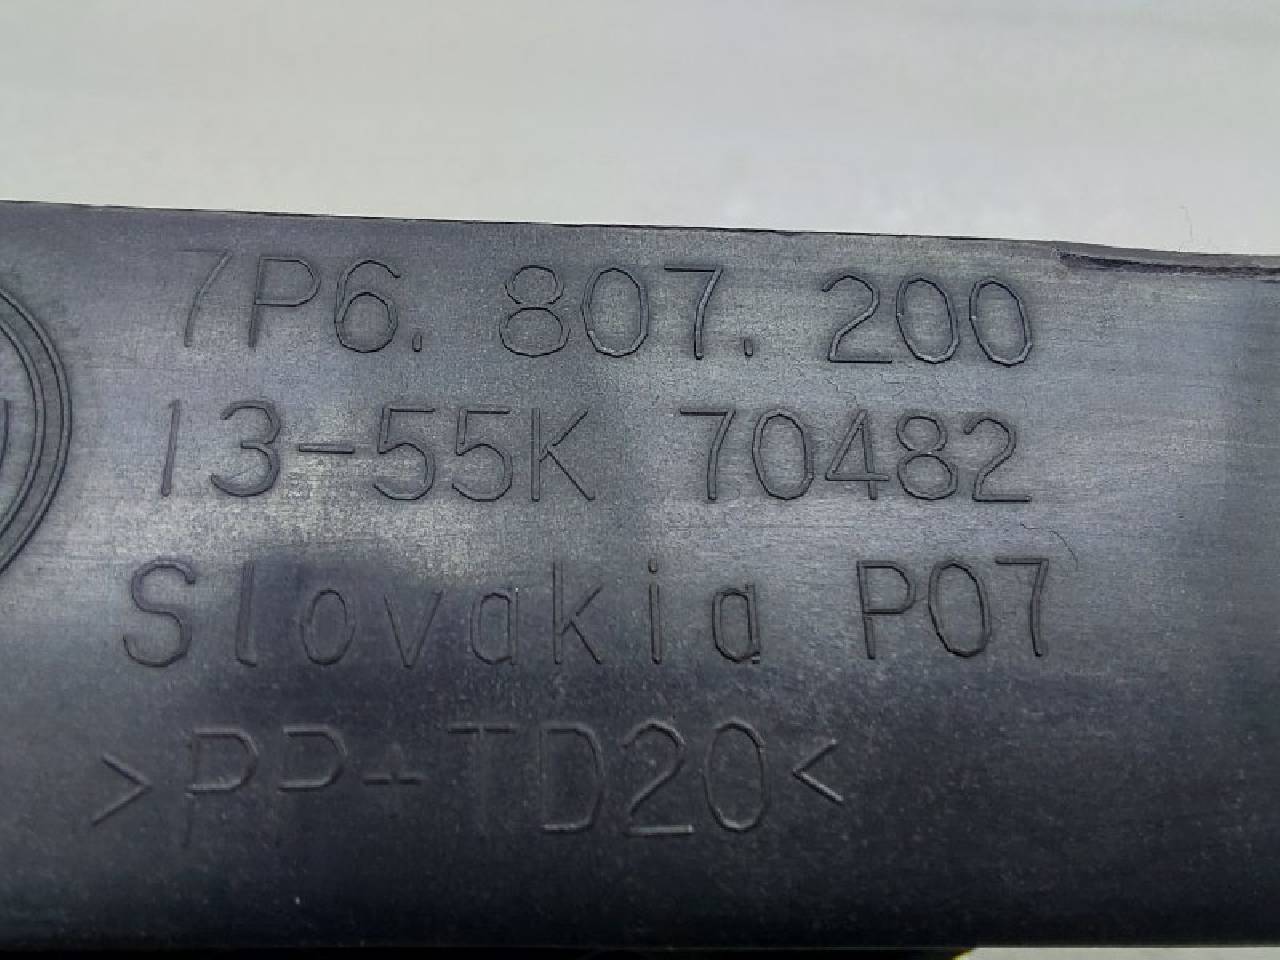 7P6.807.200
13-55K 70482
Slovakia P07
>PP-TD20<